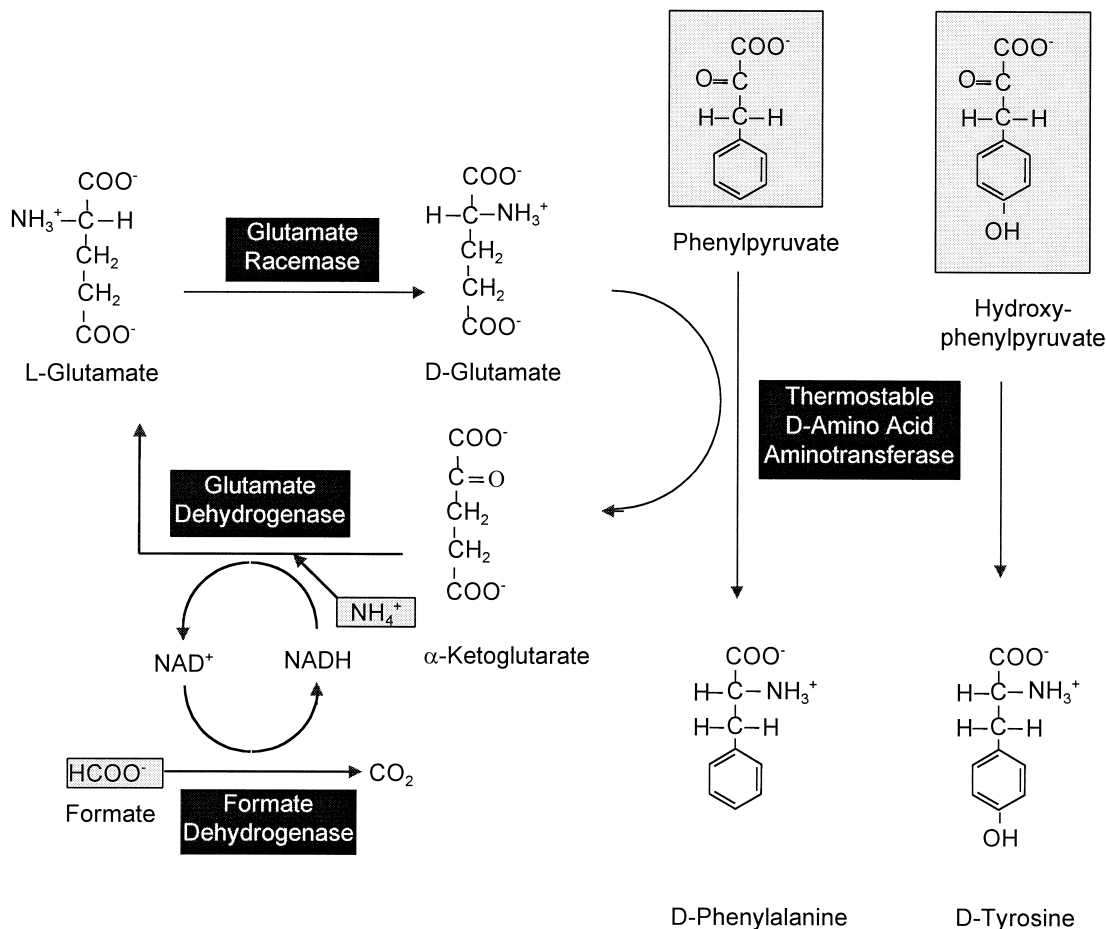 COO⁻
O=C
H-C-H
Phenylpyruvate
COO⁻
O=C
H-C-H
OH
Hydroxy-
phenylpyruvate
COO⁻
NH₃⁺-C-H
CH₂
CH₂
COO⁻
L-Glutamate
Glutamate
Racemase
COO⁻
H-C-NH₃⁺
CH₂
CH₂
COO⁻
D-Glutamate
Thermostable
D-Amino Acid
Aminotransferase
COO⁻
C=O
CH₂
CH₂
COO⁻
α-Ketoglutarate
Glutamate
Dehydrogenase
NH₄⁺
NAD⁺
NADH
HCOO⁻
Formate
CO₂
Formate
Dehydrogenase
COO⁻
H-C-NH₃⁺
H-C-H
D-Phenylalanine
COO⁻
H-C-NH₃⁺
H-C-H
OH
D-Tyrosine